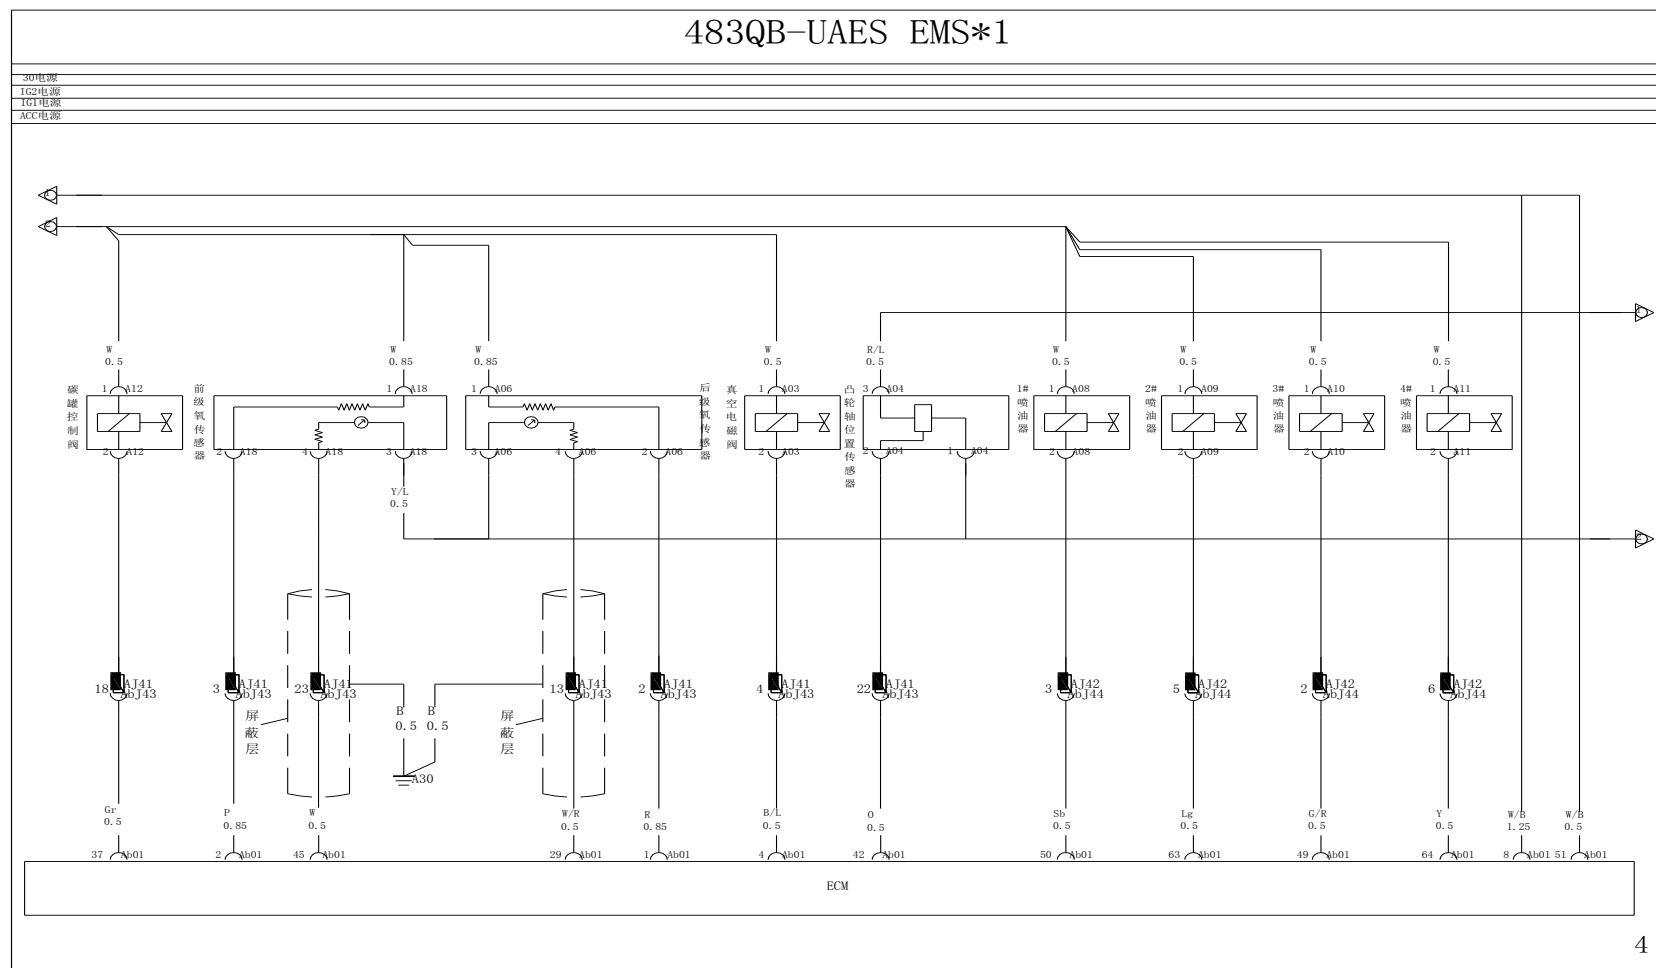 483QB-UAES EMS*1
30电源
IG2电源
IG1电源
ACC电源
W 0.5
W 0.85
W 0.85
W 0.5
R/L 0.5
W 0.5
W 0.5
W 0.5
W 0.5
1 A12
1 A18
1 A06
1 A03
3 A04
1 A08
1 A09
1 A10
1 A11
碳罐控制阀
前级氧传感器
后级氧传感器
真空电磁阀
凸轮轴位置传感器
1#喷油器
2#喷油器
3#喷油器
4#喷油器
2 A12
2 A18
4 A18
3 A18
3 A06
4 A06
2 A06
2 A03
2 A04
1 A04
2 A08
2 A09
2 A10
2 A11
Y/L 0.5
18 AJ41 AbJ43
3 AJ41 AbJ43
23 AJ41 AbJ43
13 AJ41 AbJ43
2 AJ41 AbJ43
4 AJ41 AbJ43
22 AJ41 AbJ43
3 AJ42 AbJ44
5 AJ42 AbJ44
2 AJ42 AbJ44
6 AJ42 AbJ44
屏蔽层
B 0.5
B 0.5
屏蔽层
A30
Gr 0.5
P 0.85
W 0.5
W/R 0.5
R 0.85
B/L 0.5
O 0.5
Sb 0.5
Lg 0.5
G/R 0.5
Y 0.5
W/B 1.25
W/B 0.5
37 Ab01
2 Ab01
45 Ab01
29 Ab01
1 Ab01
4 Ab01
42 Ab01
50 Ab01
63 Ab01
49 Ab01
64 Ab01
8 Ab01
51 Ab01
ECM
4